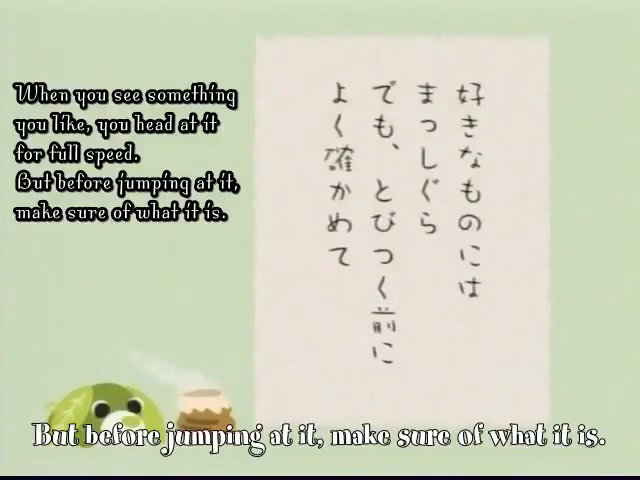 When you see something
you like, you head at it
for full speed.
But before jumping at it,
make sure of what it is.
好きなものには
まっしぐら
でも、とびつく前に
よく確かめて
But before jumping at it, make sure of what it is.